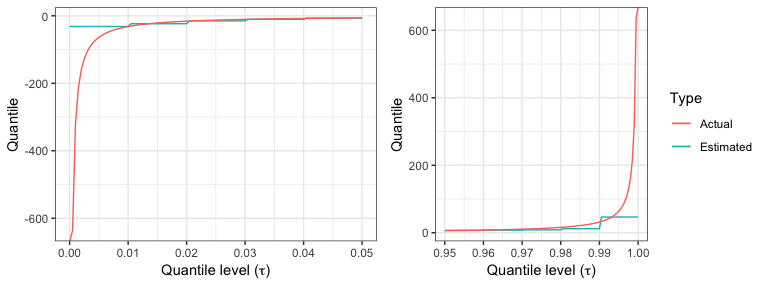 Quantile
0
-200
-400
-600
0.00 0.01 0.02 0.03 0.04 0.05
Quantile level (τ)
Quantile
600
400
200
0
0.95 0.96 0.97 0.98 0.99 1.00
Quantile level (τ)
Type
Actual
Estimated